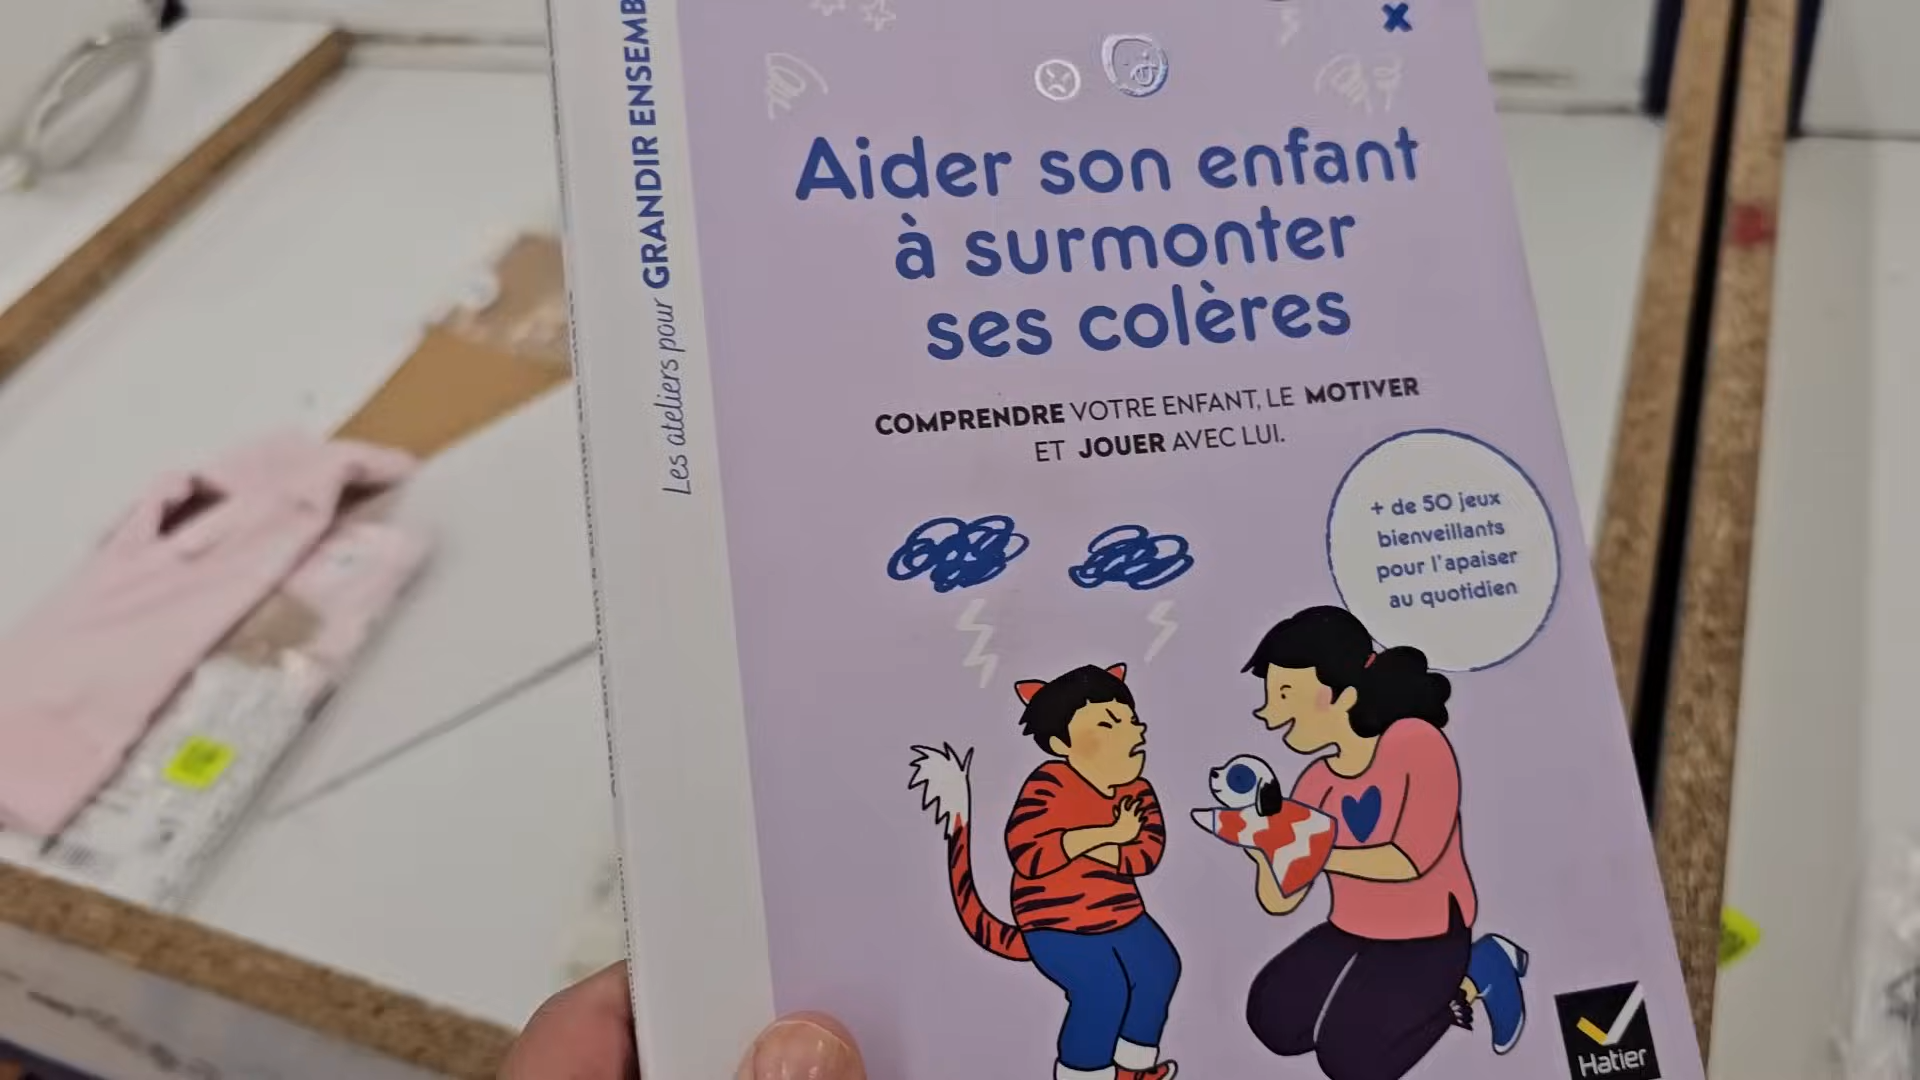 Les ateliers pour GRANDIR ENSEMB
Aider son enfant
à surmonter
ses colères
COMPRENDRE VOTRE ENFANT, LE MOTIVER
ET JOUER AVEC LUI.
+ de 50 jeux
bienveillants
pour l'apaiser
au quotidien
Hatier